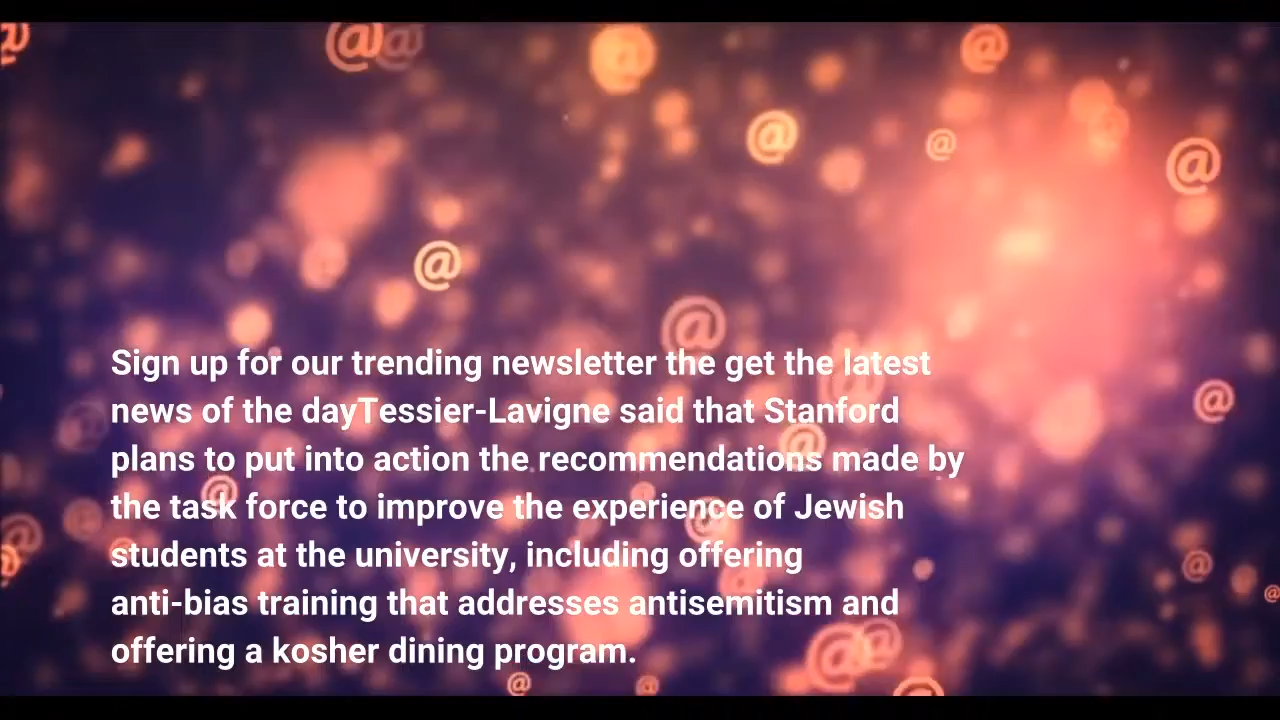 Sign up for our trending newsletter the get the latest
news of the dayTessier-Lavigne said that Stanford
plans to put into action the recommendations made by
the task force to improve the experience of Jewish
students at the university, including offering
anti-bias training that addresses antisemitism and
offering a kosher dining program.